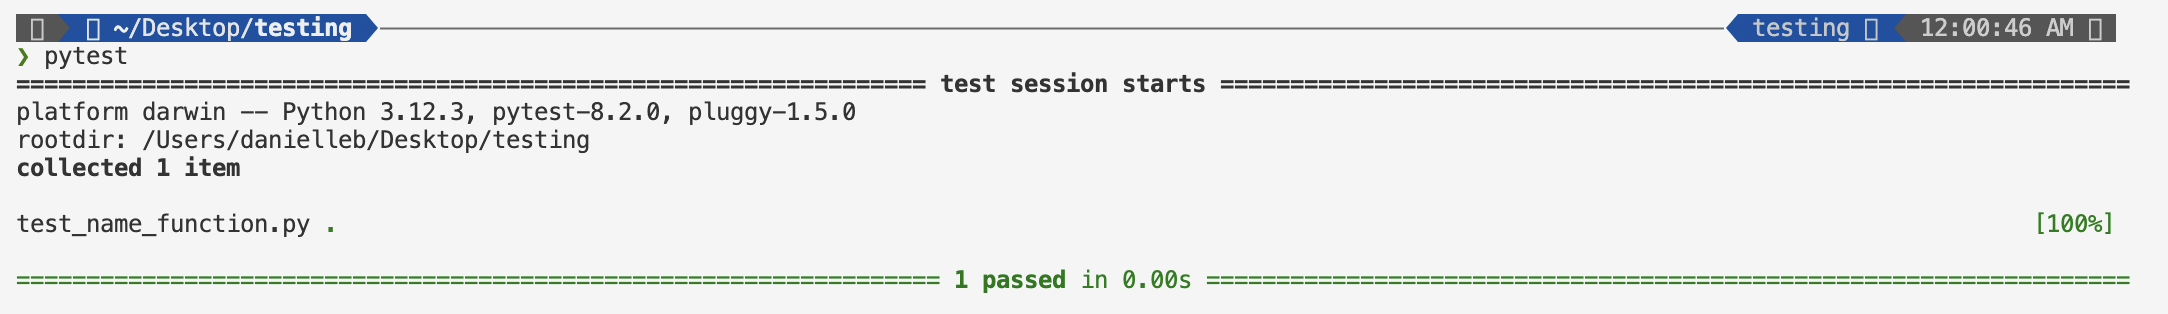 ~/Desktop/testing testing 12:00:46 AM
❯ pytest
================================================================= test session starts =================================================================
platform darwin -- Python 3.12.3, pytest-8.2.0, pluggy-1.5.0
rootdir: /Users/danielleb/Desktop/testing
collected 1 item
test_name_function.py . [100%]
================================================================== 1 passed in 0.00s ==================================================================